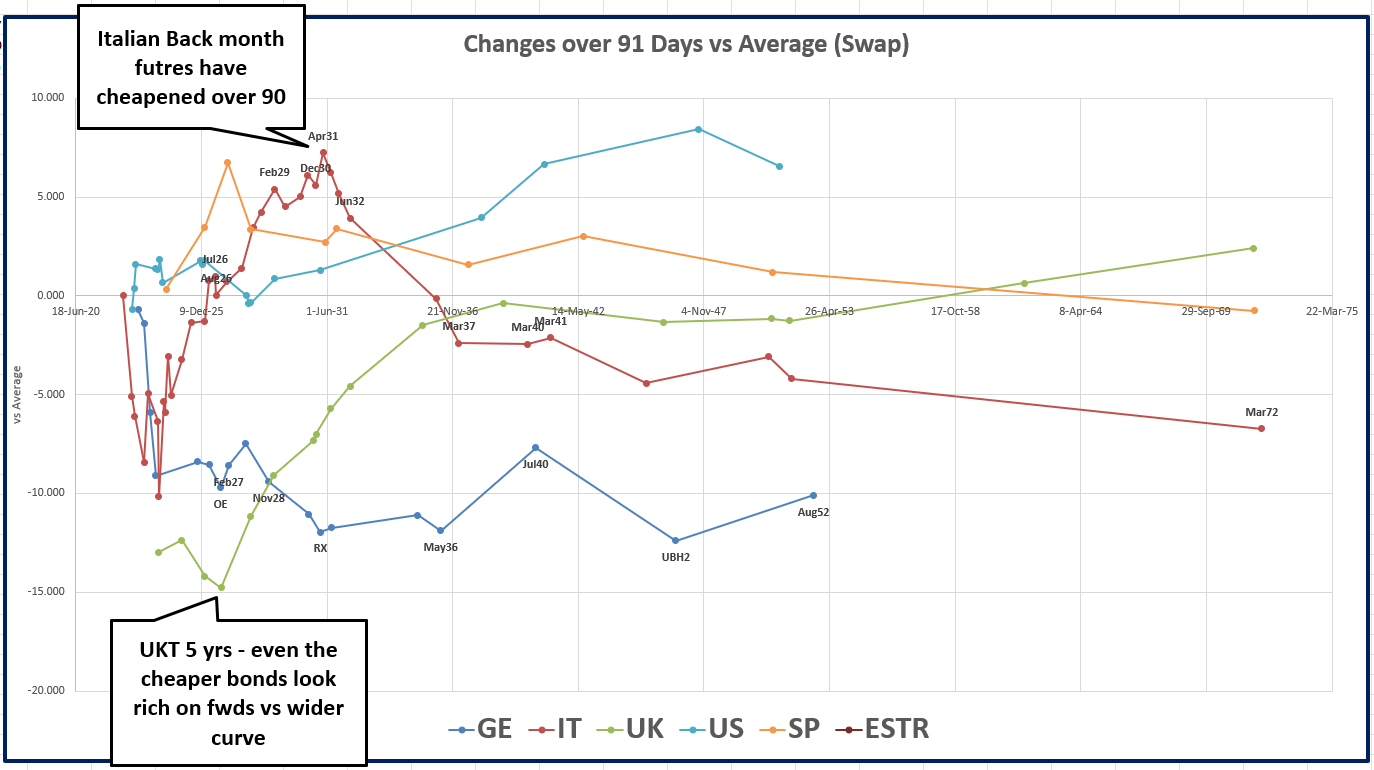 Italian Back month
futres have
cheapened over 90
Changes over 91 Days vs Average (Swap)
10.000
5.000
0.000
-5.000
-10.000
-15.000
-20.000
vs Average
18-Jun-20
9-Dec-25
1-Jun-31
21-Nov-36
14-May-42
4-Nov-47
26-Apr-53
17-Oct-58
8-Apr-64
29-Sep-69
22-Mar-75
Apr31
Dec30
Feb29
Jun32
Jul26
Aug26
Mar37
Mar40
Mar41
Mar72
Feb27
OE
Nov28
RX
May36
Jul40
UBH2
Aug52
UKT 5 yrs - even the
cheaper bonds look
rich on fwds vs wider
curve
GE IT UK US SP ESTR